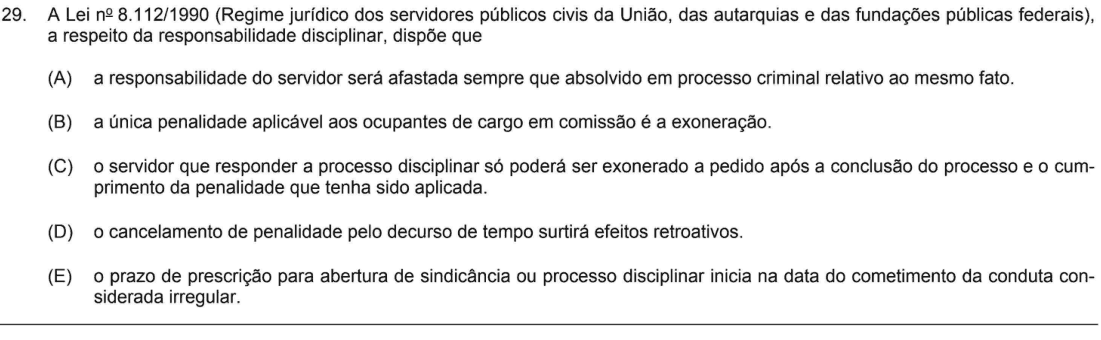 29. A Lei nº 8.112/1990 (Regime jurídico dos servidores públicos civis da União, das autarquias e das fundações públicas federais),
a respeito da responsabilidade disciplinar, dispõe que
(A) a responsabilidade do servidor será afastada sempre que absolvido em processo criminal relativo ao mesmo fato.
(B) a única penalidade aplicável aos ocupantes de cargo em comissão é a exoneração.
(C) o servidor que responder a processo disciplinar só poderá ser exonerado a pedido após a conclusão do processo e o cum-
primento da penalidade que tenha sido aplicada.
(D) o cancelamento de penalidade pelo decurso de tempo surtirá efeitos retroativos.
(E) o prazo de prescrição para abertura de sindicância ou processo disciplinar inicia na data do cometimento da conduta con-
siderada irregular.